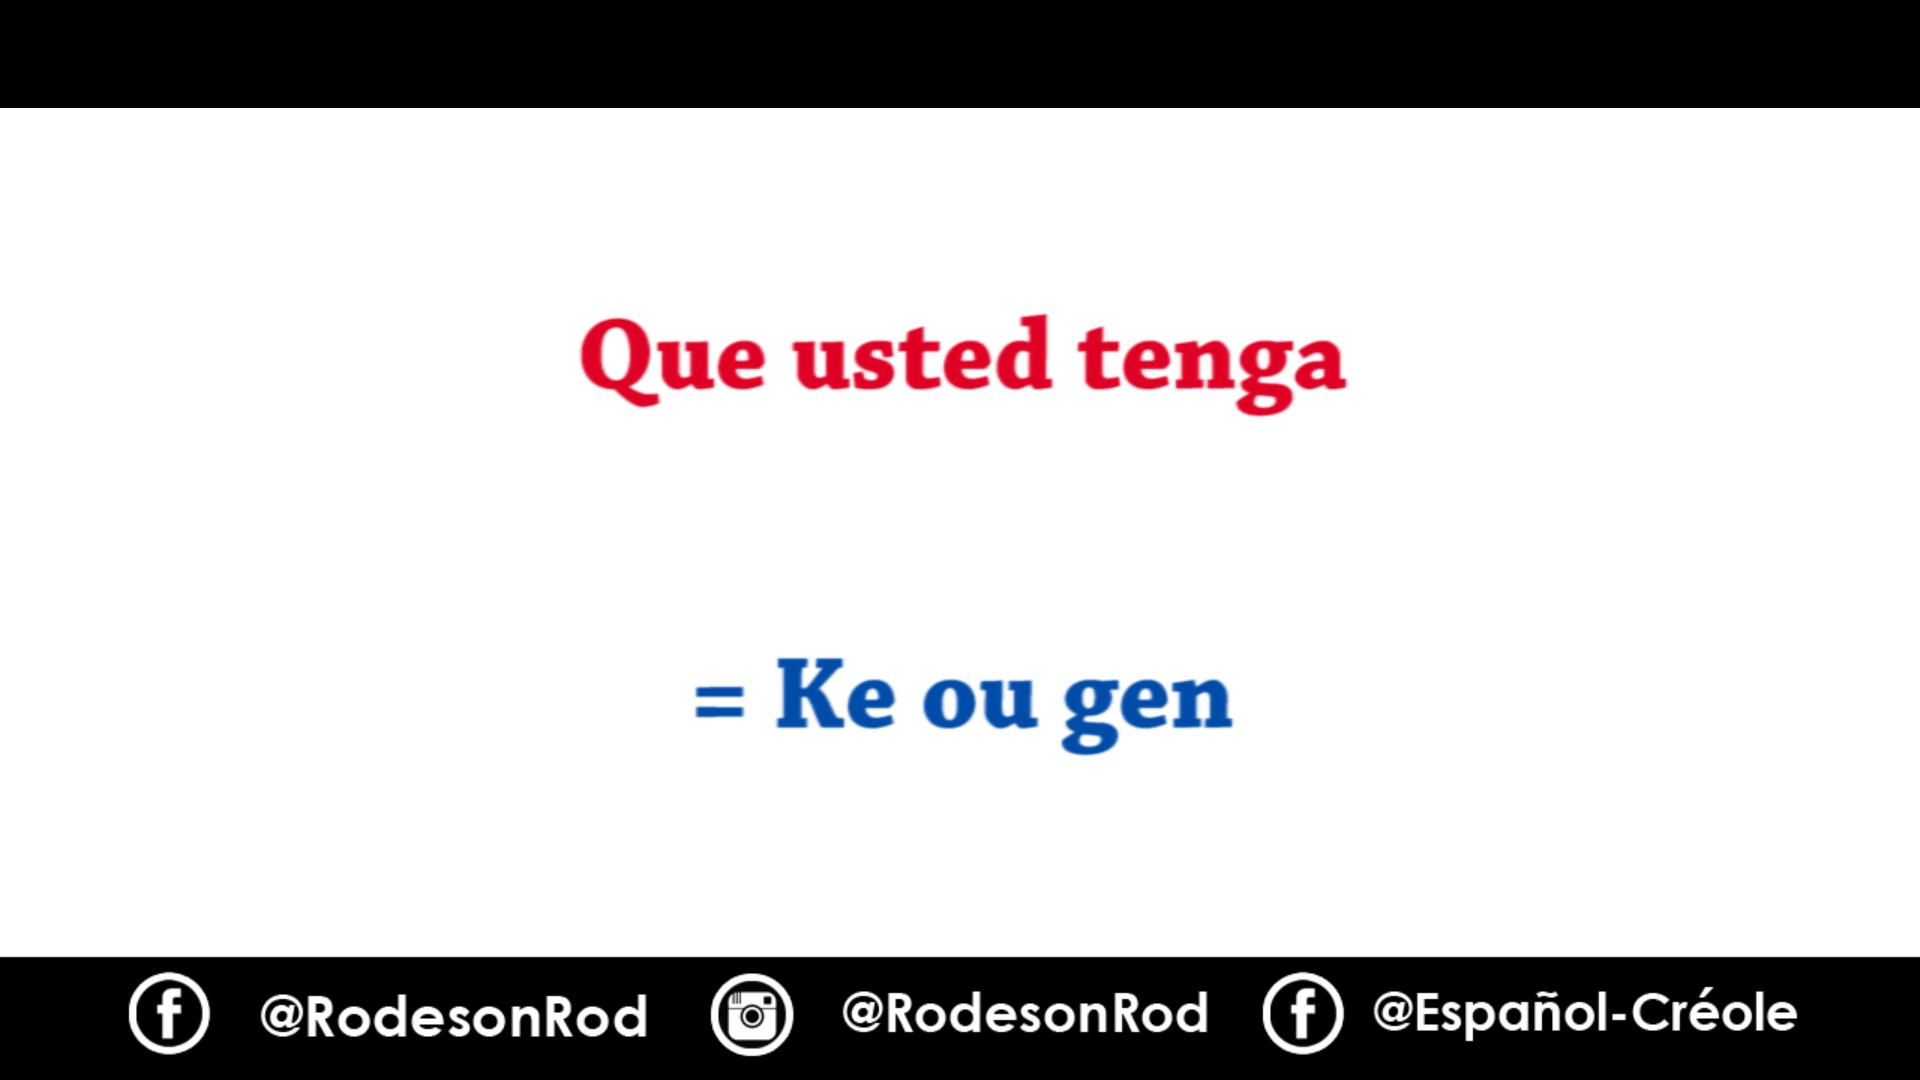 Que usted tenga
= Ke ou gen
@RodesonRod @RodesonRod @Español-Créole